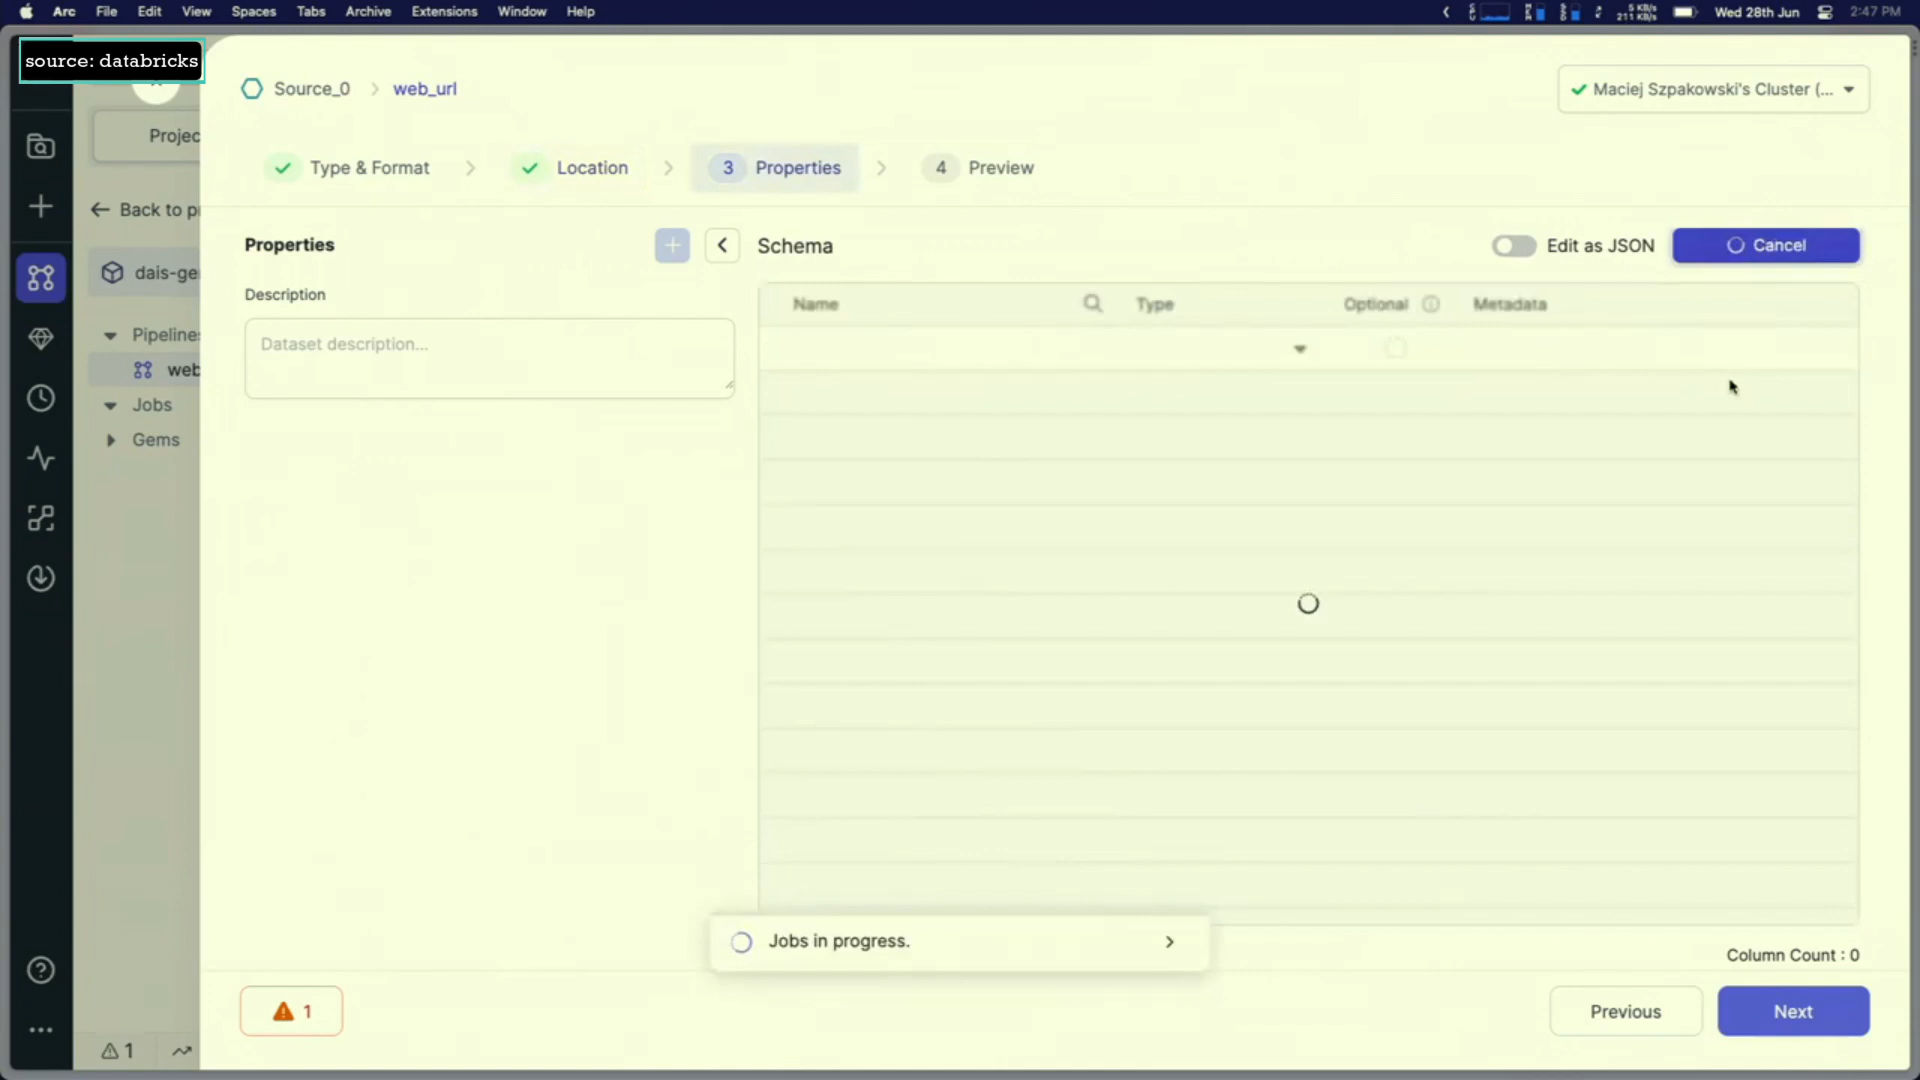 Arc File Edit View Spaces Tabs Archive Extensions Window Help
5 KB/s
211 KB/s
Wed 28th Jun 2:47 PM
source: databricks
Source_0 > web_url
Maciej Szpakowski's Cluster (...
Projec
Type & Format > Location > 3 Properties > 4 Preview
Back to p
Properties
Schema
Edit as JSON
Cancel
dais-ge
Description
Name Type Optional Metadata
Pipeline
Dataset description...
web
Jobs
Gems
Jobs in progress.
Column Count : 0
1
Previous
Next
1